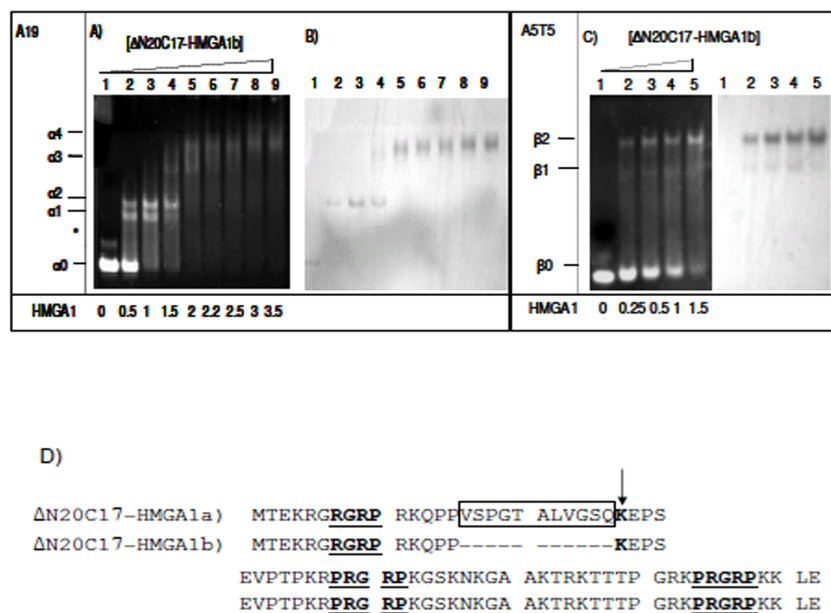 A19 A) [ΔN20C17-HMGA1b] B) A5T5 C) [ΔN20C17-HMGA1b]
1 2 3 4 5 6 7 8 9 1 2 3 4 5 6 7 8 9 1 2 3 4 5 1 2 3 4 5
α4
α3
α2
α1
•
α0
β2
β1
β0
HMGA1 0 0.5 1 1.5 2 2.2 2.5 3 3.5 HMGA1 0 0.25 0.5 1 1.5
D)
ΔN20C17-HMGA1a) MTEKRGRGRP RKQPPVSPGT ALVGSQKEPS
ΔN20C17-HMGA1b) MTEKRGRGRP RKQPP----- ------KEPS
EVPTPKRPRG RPKGSKNKGA AKTRKTTTTP GRKPRGRPKK LE
EVPTPKRPRG RPKGSKNKGA AKTRKTTTTP GRKPRGRPKK LE